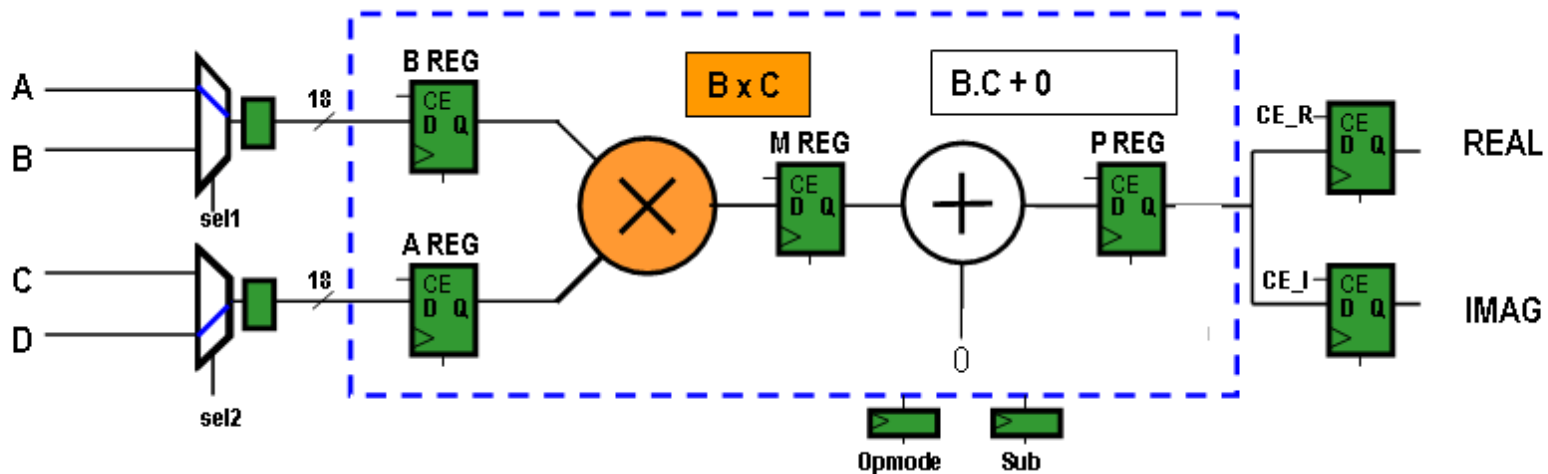 A
B
C
D
sel1
sel2
18
18
B REG
CE
D Q
A REG
CE
D Q
B x C
M REG
CE
D Q
B.C + 0
0
P REG
CE
D Q
Opmode
Sub
CE_R
CE
D Q
REAL
CE_I
CE
D Q
IMAG